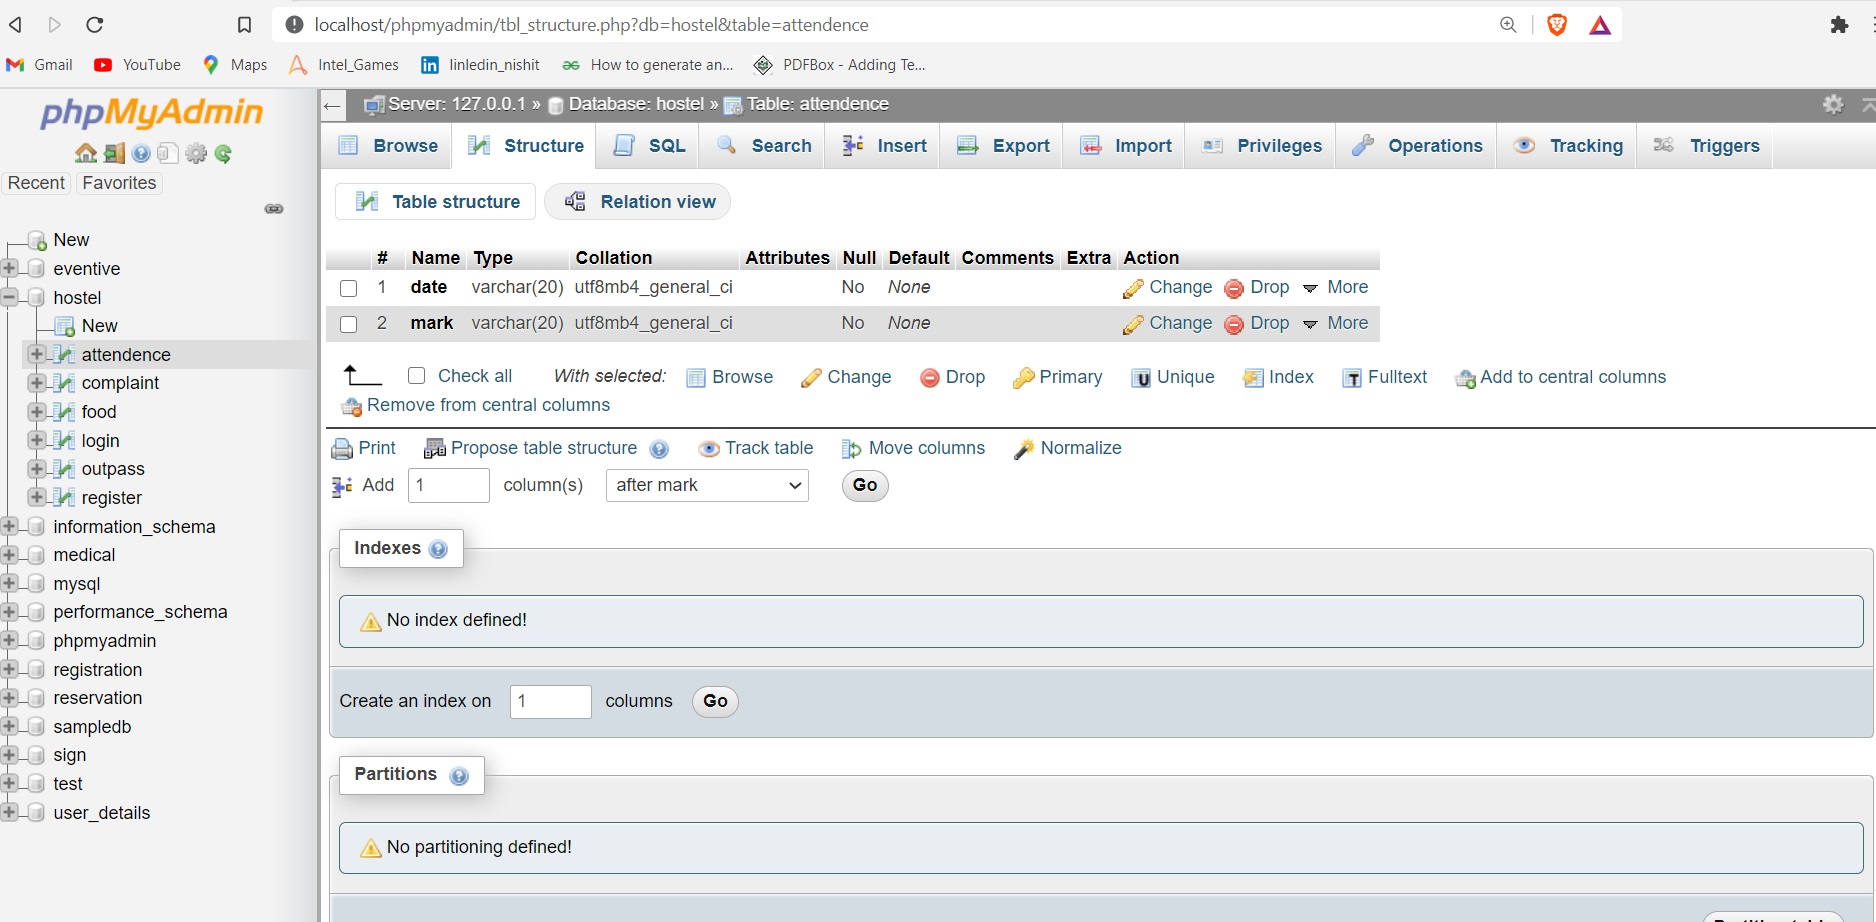 localhost/phpmyadmin/tbl_structure.php?db=hostel&table=attendence
Gmail YouTube Maps Intel_Games linledin_nishit How to generate an... PDFBox - Adding Te...
phpMyAdmin
Recent Favorites
New
eventive
hostel
New
attendence
complaint
food
login
outpass
register
information_schema
medical
mysql
performance_schema
phpmyadmin
registration
reservation
sampledb
sign
test
user_details
Server: 127.0.0.1 » Database: hostel » Table: attendence
Browse Structure SQL Search Insert Export Import Privileges Operations Tracking Triggers
Table structure Relation view
# Name Type Collation Attributes Null Default Comments Extra Action
1 date varchar(20) utf8mb4_general_ci No None Change Drop More
2 mark varchar(20) utf8mb4_general_ci No None Change Drop More
Check all With selected: Browse Change Drop Primary Unique Index Fulltext Add to central columns
Remove from central columns
Print Propose table structure Track table Move columns Normalize
Add 1 column(s) after mark Go
Indexes
No index defined!
Create an index on 1 columns Go
Partitions
No partitioning defined!